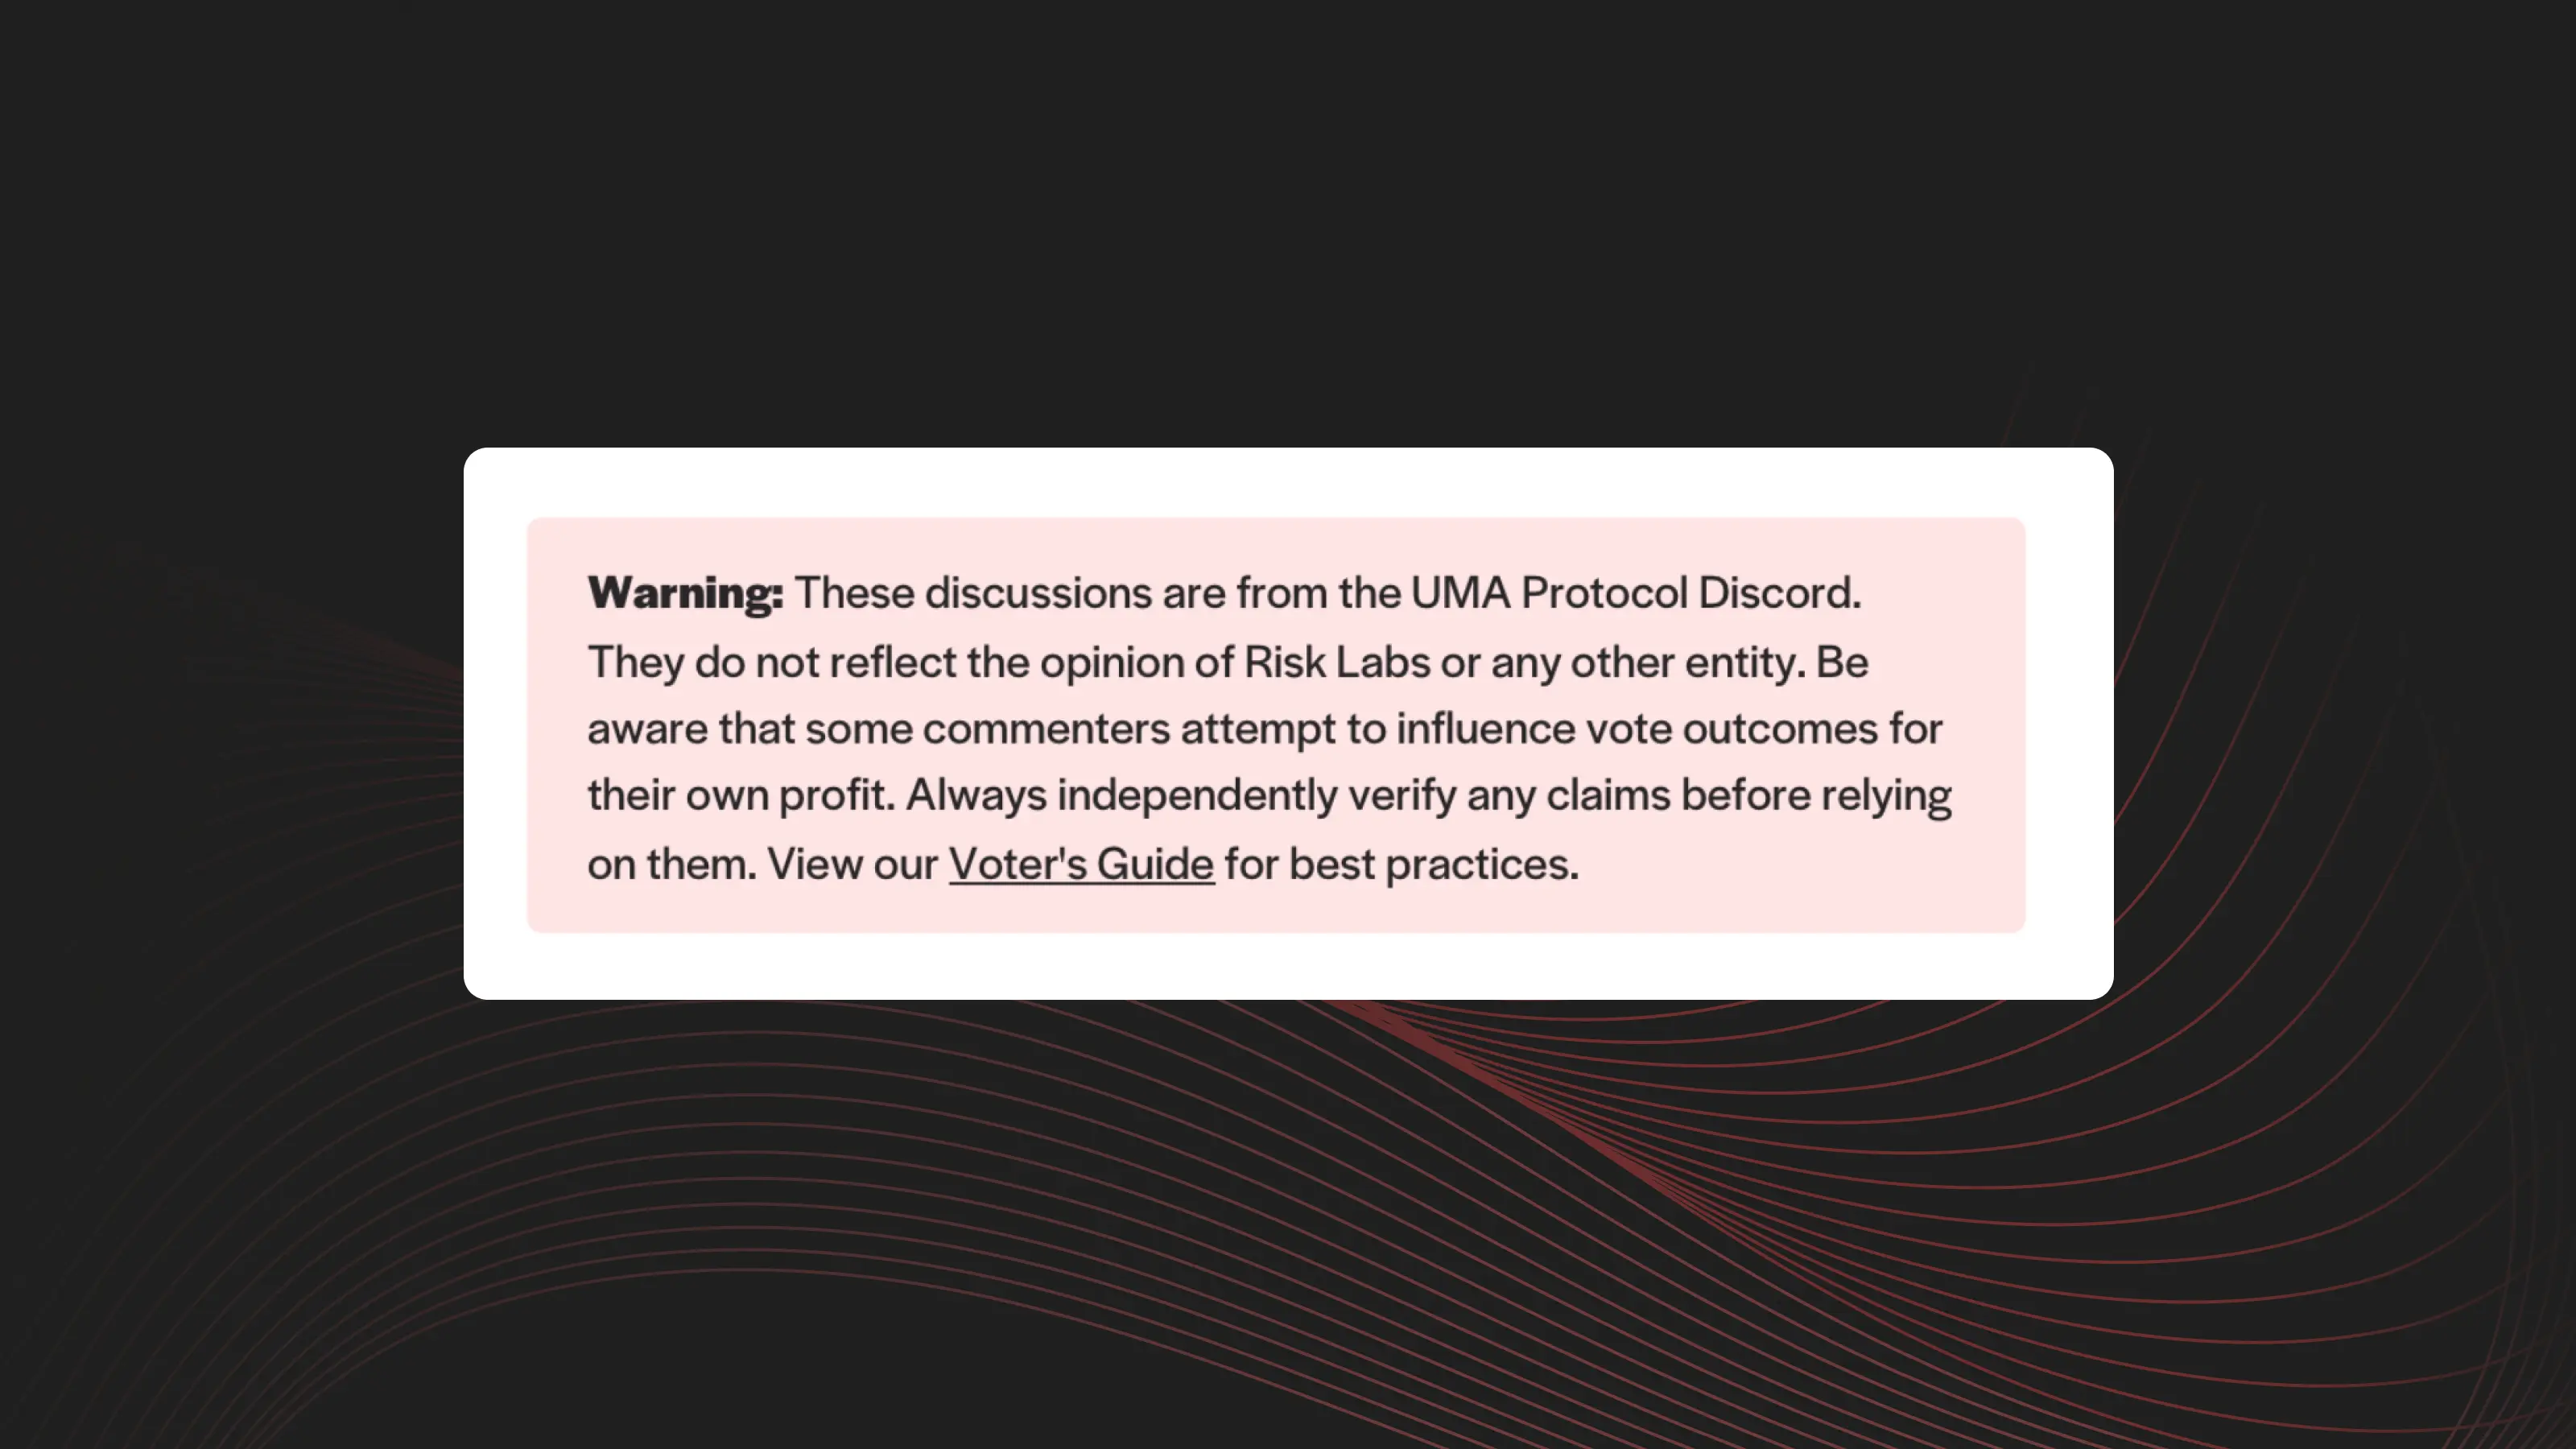 Warning: These discussions are from the UMA Protocol Discord.
They do not reflect the opinion of Risk Labs or any other entity. Be
aware that some commenters attempt to influence vote outcomes for
their own profit. Always independently verify any claims before relying
on them. View our Voter's Guide for best practices.